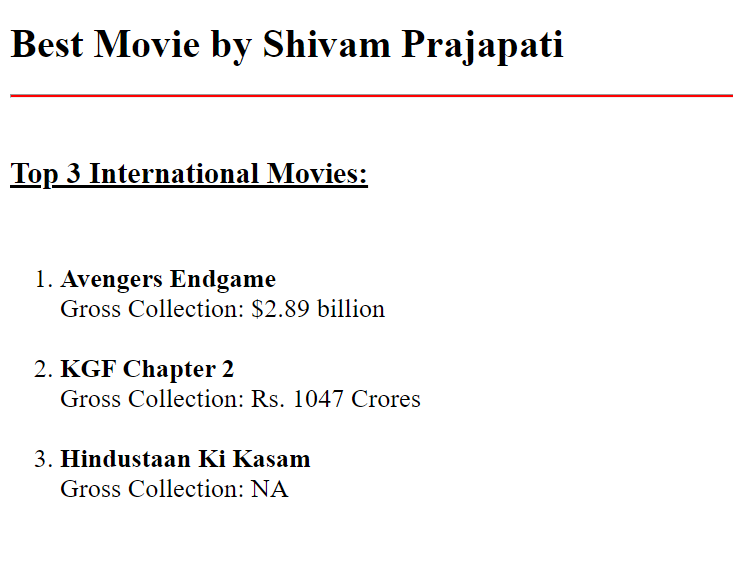 Best Movie by Shivam Prajapati
Top 3 International Movies:
1. Avengers Endgame
Gross Collection: $2.89 billion
2. KGF Chapter 2
Gross Collection: Rs. 1047 Crores
3. Hindustaan Ki Kasam
Gross Collection: NA